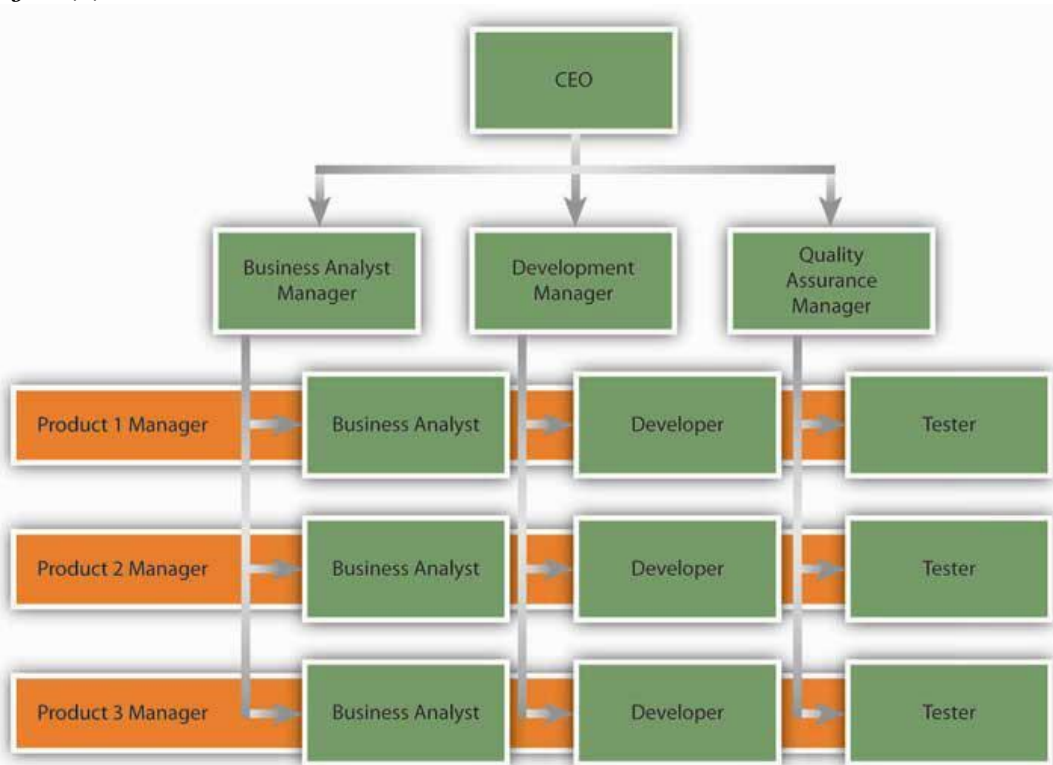 CEO
Business Analyst
Manager
Development
Manager
Quality
Assurance
Manager
Product 1 Manager
Business Analyst
Developer
Tester
Product 2 Manager
Business Analyst
Developer
Tester
Product 3 Manager
Business Analyst
Developer
Tester